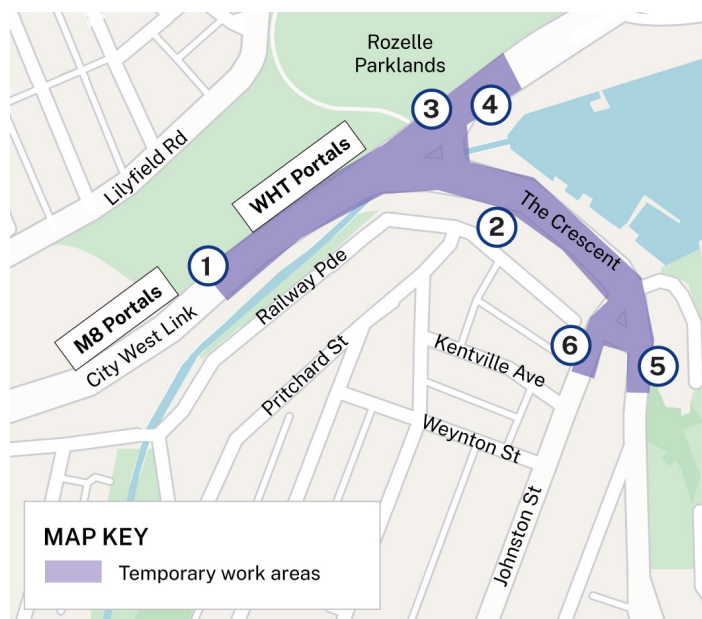 Rozelle
Parklands
3
4
Lilyfield Rd
WHT Portals
The Crescent
2
1
Railway Pde
M8 Portals
City West Link
Pritchard St
Kentville Ave
6
5
Weynton St
Johnston St
MAP KEY
Temporary work areas